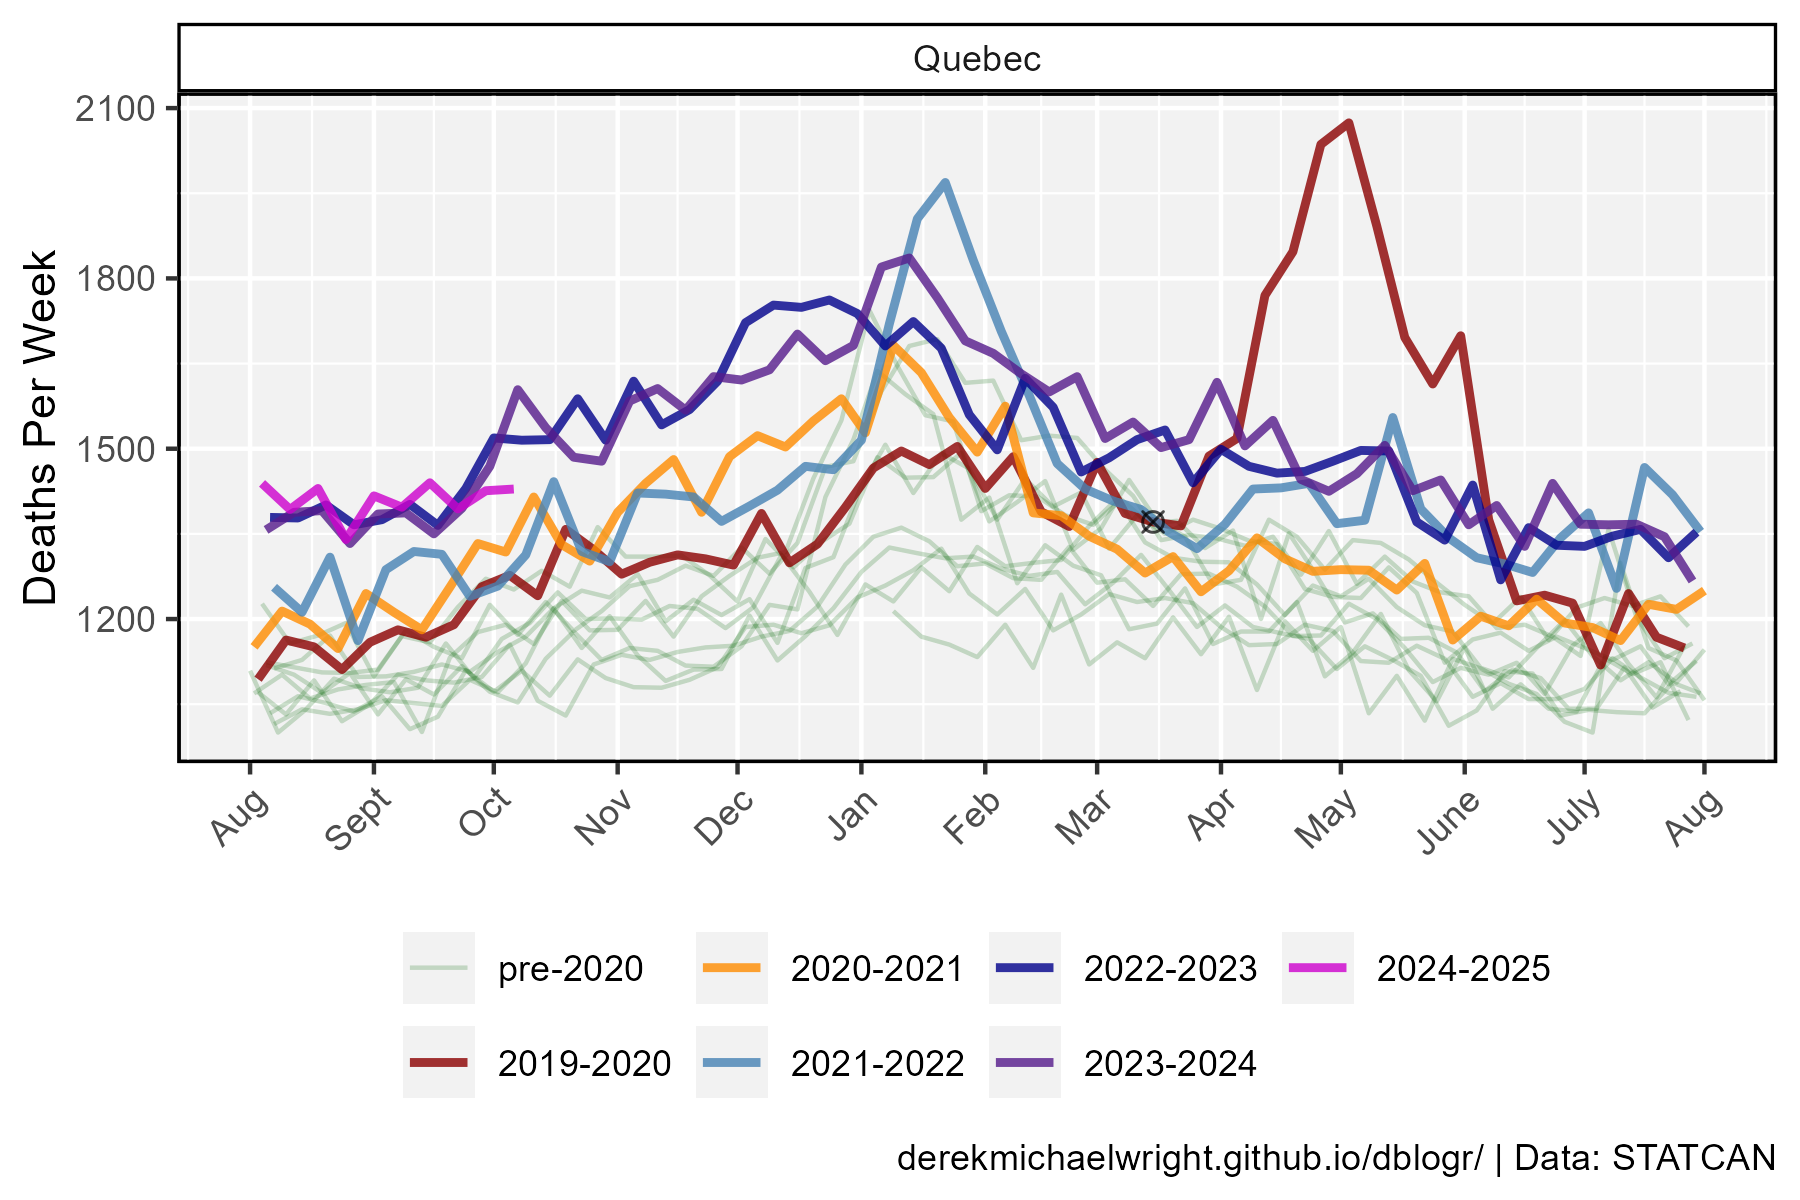 Quebec
Deaths Per Week
2100
1800
1500
1200
Aug Sept Oct Nov Dec Jan Feb Mar Apr May June July Aug
pre-2020 2020-2021 2022-2023 2024-2025
2019-2020 2021-2022 2023-2024
derekmichaelwright.github.io/dblogr/ | Data: STATCAN